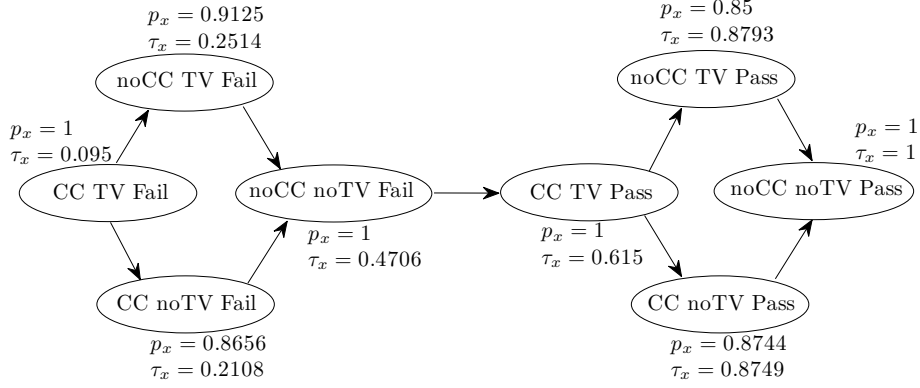 p_x = 0.9125
τ_x = 0.2514
noCC TV Fail
p_x = 0.85
τ_x = 0.8793
noCC TV Pass
p_x = 1
τ_x = 0.095
CC TV Fail
noCC noTV Fail
p_x = 1
τ_x = 0.4706
CC TV Pass
p_x = 1
τ_x = 0.615
p_x = 1
τ_x = 1
noCC noTV Pass
CC noTV Fail
p_x = 0.8656
τ_x = 0.2108
CC noTV Pass
p_x = 0.8744
τ_x = 0.8749